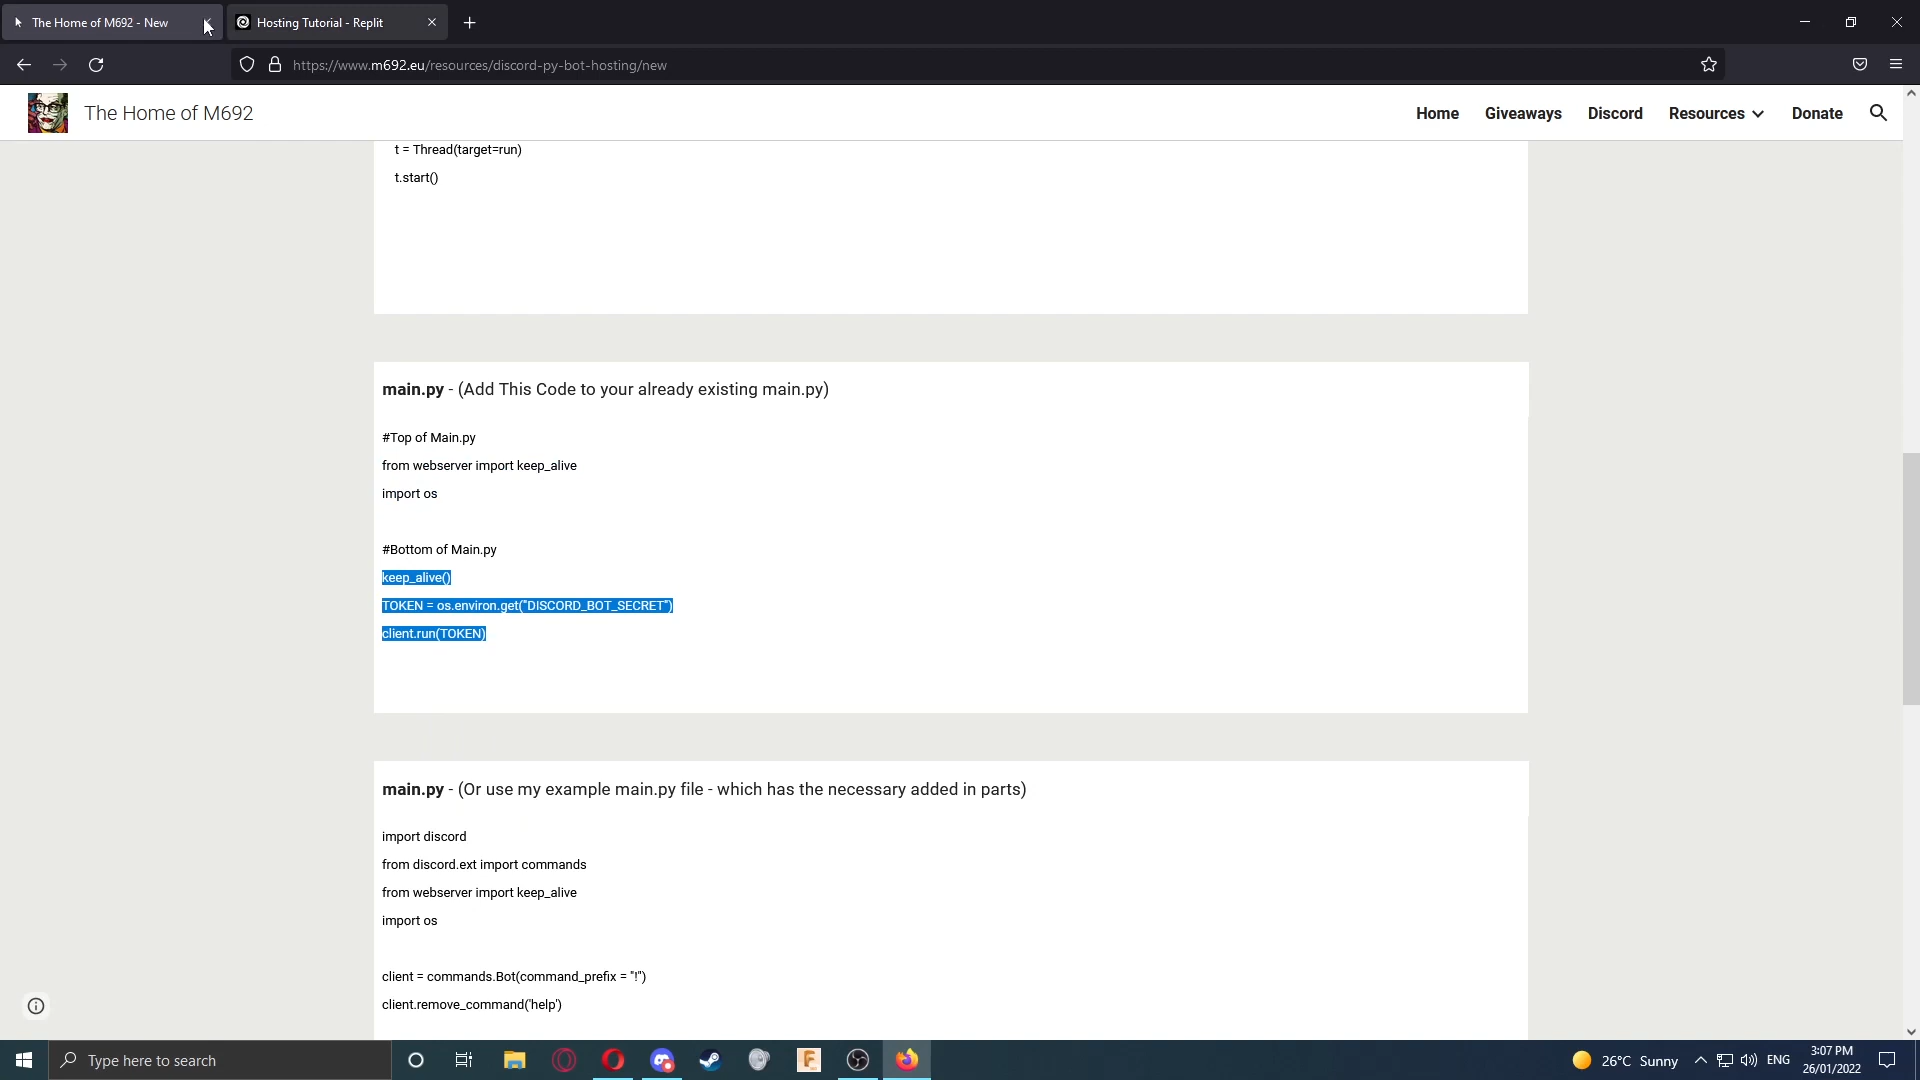 The Home of M692 - New
Hosting Tutorial - Replit
https://www.m692.eu/resources/discord-py-bot-hosting/new
The Home of M692
Home
Giveaways
Discord
Resources
Donate
t = Thread(target=run)
t.start()
main.py - (Add This Code to your already existing main.py)
#Top of Main.py
from webserver import keep_alive
import os
#Bottom of Main.py
keep_alive()
TOKEN = os.environ.get("DISCORD_BOT_SECRET")
client.run(TOKEN)
main.py - (Or use my example main.py file - which has the necessary added in parts)
import discord
from discord.ext import commands
from webserver import keep_alive
import os
client = commands.Bot(command_prefix = "!")
client.remove_command('help')
Type here to search
26°C Sunny
ENG
3:07 PM
26/01/2022